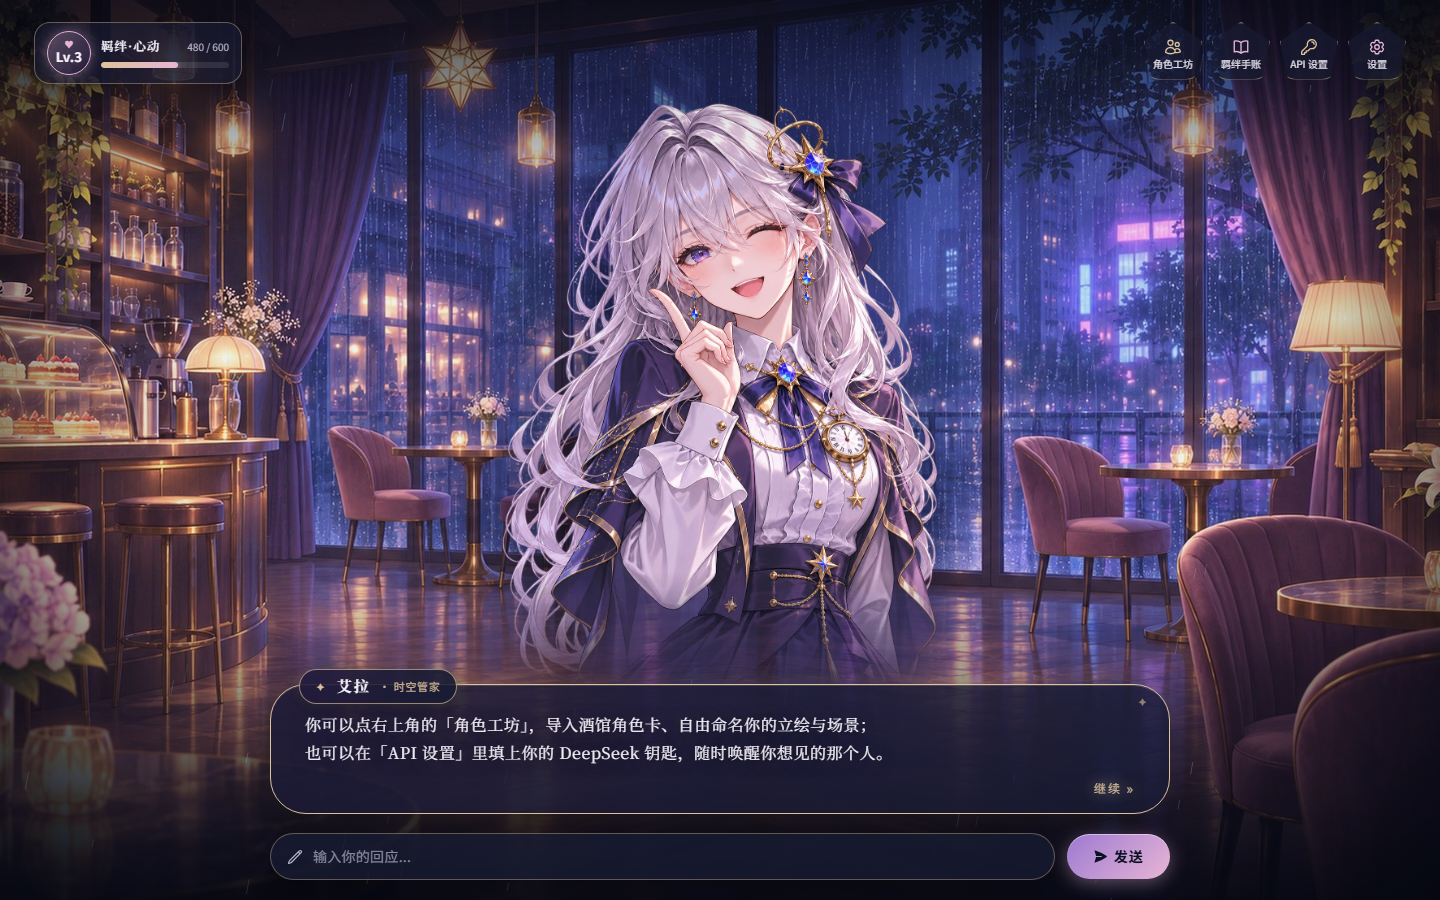 Lv.3
羁绊·心动
480 / 600
角色工坊
羁绊手账
API 设置
设置
艾拉 · 时空管家
你可以点右上角的「角色工坊」，导入酒馆角色卡、自由命名你的立绘与场景；
也可以在「API 设置」里填上你的 DeepSeek 钥匙，随时唤醒你想见的那个人。
继续 »
输入你的回应...
发送